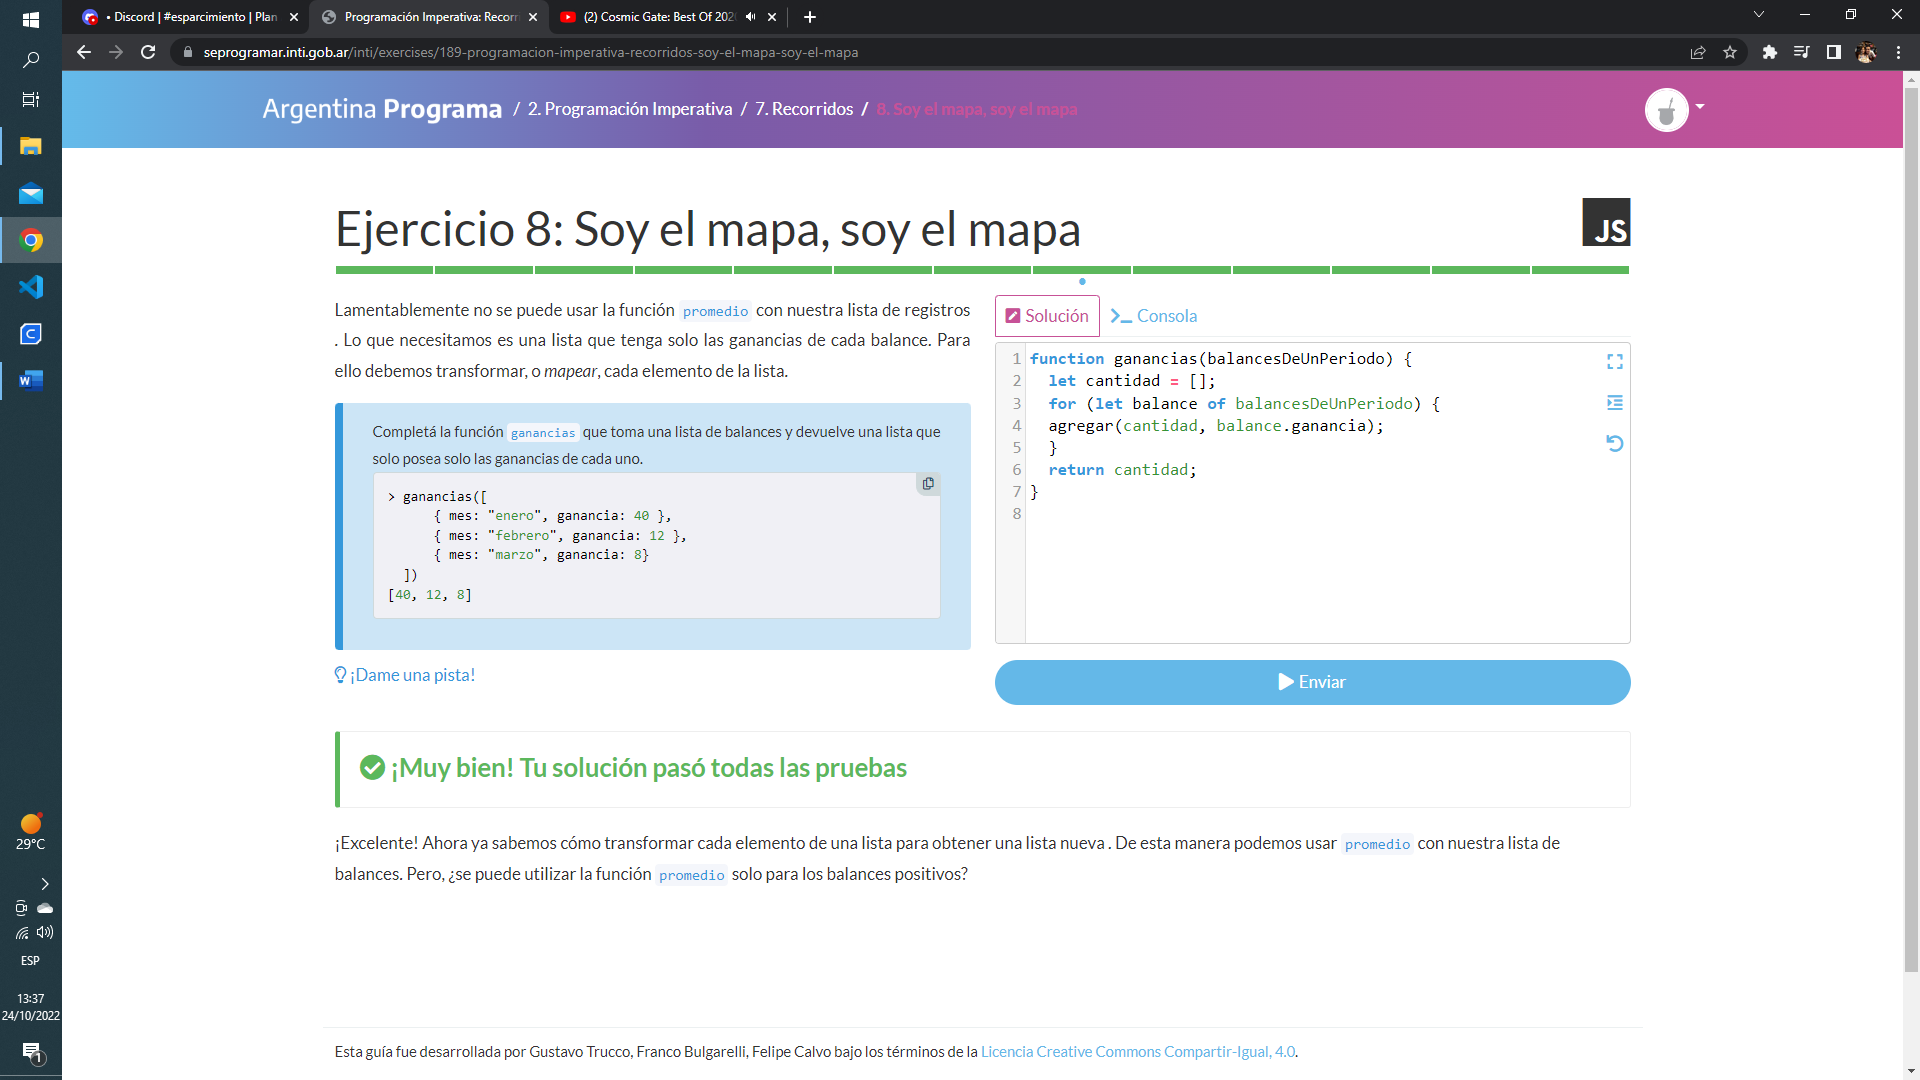 • Discord | #esparcimiento | Plan
Programación Imperativa: Recorri
(2) Cosmic Gate: Best Of 202
seprogramar.inti.gob.ar/inti/exercises/189-programacion-imperativa-recorridos-soy-el-mapa-soy-el-mapa
Argentina Programa / 2. Programación Imperativa / 7. Recorridos / 8. Soy el mapa, soy el mapa
Ejercicio 8: Soy el mapa, soy el mapa
JS
Lamentablemente no se puede usar la función promedio con nuestra lista de registros
. Lo que necesitamos es una lista que tenga solo las ganancias de cada balance. Para
ello debemos transformar, o mapear, cada elemento de la lista.
Completá la función ganancias que toma una lista de balances y devuelve una lista que
solo posea solo las ganancias de cada uno.
> ganancias([
{ mes: "enero", ganancia: 40 },
{ mes: "febrero", ganancia: 12 },
{ mes: "marzo", ganancia: 8}
])
[40, 12, 8]
¡Dame una pista!
Solución
Consola
1 function ganancias(balancesDeUnPeriodo) {
2 let cantidad = [];
3 for (let balance of balancesDeUnPeriodo) {
4 agregar(cantidad, balance.ganancia);
5 }
6 return cantidad;
7 }
8
Enviar
¡Muy bien! Tu solución pasó todas las pruebas
¡Excelente! Ahora ya sabemos cómo transformar cada elemento de una lista para obtener una lista nueva . De esta manera podemos usar promedio con nuestra lista de
balances. Pero, ¿se puede utilizar la función promedio solo para los balances positivos?
Esta guía fue desarrollada por Gustavo Trucco, Franco Bulgarelli, Felipe Calvo bajo los términos de la Licencia Creative Commons Compartir-Igual, 4.0.
29°C
ESP
13:37
24/10/2022
1